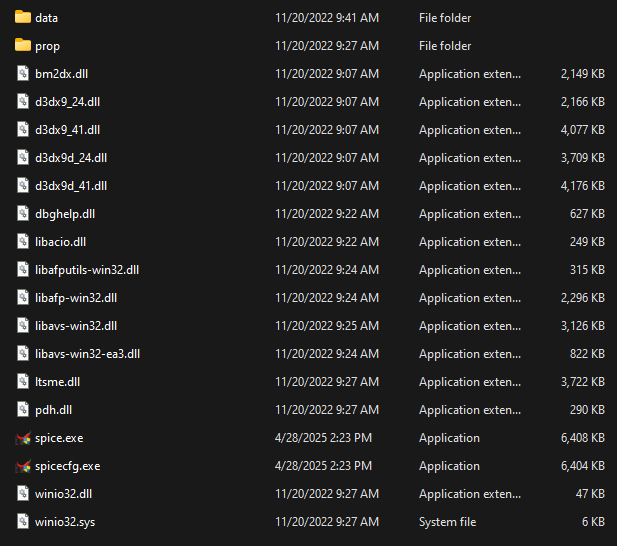 data 11/20/2022 9:41 AM File folder
prop 11/20/2022 9:27 AM File folder
bm2dx.dll 11/20/2022 9:07 AM Application exten... 2,149 KB
d3dx9_24.dll 11/20/2022 9:07 AM Application exten... 2,166 KB
d3dx9_41.dll 11/20/2022 9:07 AM Application exten... 4,077 KB
d3dx9d_24.dll 11/20/2022 9:07 AM Application exten... 3,709 KB
d3dx9d_41.dll 11/20/2022 9:07 AM Application exten... 4,176 KB
dbghelp.dll 11/20/2022 9:22 AM Application exten... 627 KB
libacio.dll 11/20/2022 9:22 AM Application exten... 249 KB
libafputils-win32.dll 11/20/2022 9:24 AM Application exten... 315 KB
libafp-win32.dll 11/20/2022 9:24 AM Application exten... 2,296 KB
libavs-win32.dll 11/20/2022 9:25 AM Application exten... 3,126 KB
libavs-win32-ea3.dll 11/20/2022 9:24 AM Application exten... 822 KB
ltsme.dll 11/20/2022 9:27 AM Application exten... 3,722 KB
pdh.dll 11/20/2022 9:27 AM Application exten... 290 KB
spice.exe 4/28/2025 2:23 PM Application 6,408 KB
spicecfg.exe 4/28/2025 2:23 PM Application 6,404 KB
winio32.dll 11/20/2022 9:27 AM Application exten... 47 KB
winio32.sys 11/20/2022 9:27 AM System file 6 KB